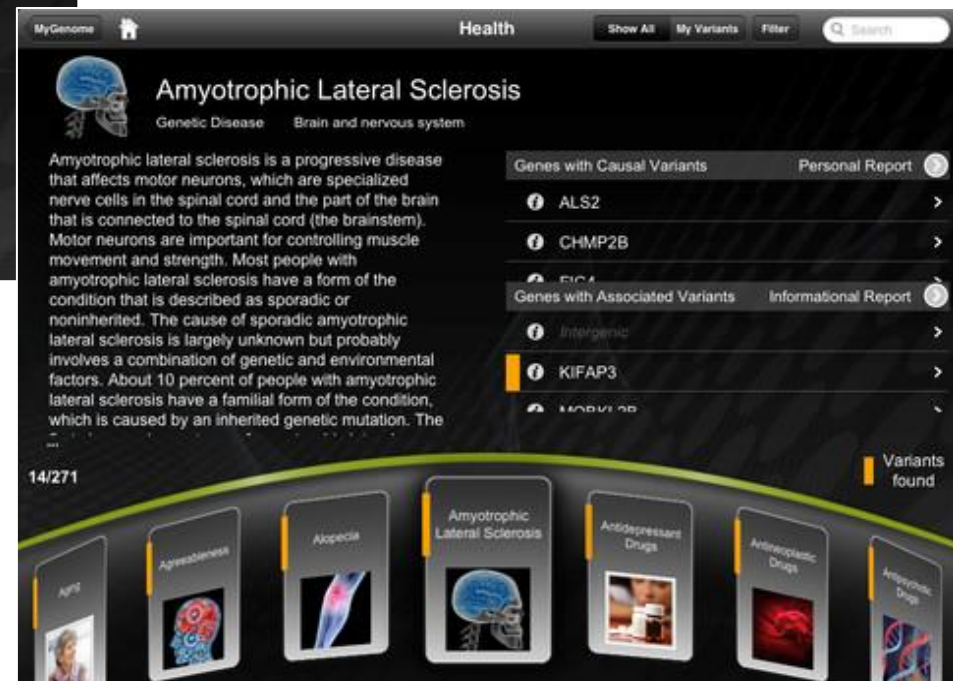 MyGenome
Health
Show All
My Variants
Filter
Search
Amyotrophic Lateral Sclerosis
Genetic Disease Brain and nervous system
Amyotrophic lateral sclerosis is a progressive disease
that affects motor neurons, which are specialized
nerve cells in the spinal cord and the part of the brain
that is connected to the spinal cord (the brainstem).
Motor neurons are important for controlling muscle
movement and strength. Most people with
amyotrophic lateral sclerosis have a form of the
condition that is described as sporadic or
noninherited. The cause of sporadic amyotrophic
lateral sclerosis is largely unknown but probably
involves a combination of genetic and environmental
factors. About 10 percent of people with amyotrophic
lateral sclerosis have a familial form of the condition,
which is caused by an inherited genetic mutation. The
...
Genes with Causal Variants Personal Report
ALS2
CHMP2B
FIG4
Genes with Associated Variants Informational Report
Intergenic
KIFAP3
MOBKL2B
14/271
Variants
found
Aging
Agreeableness
Alopecia
Amyotrophic
Lateral Sclerosis
Antidepressant
Drugs
Antineoplastic
Drugs
Antipsychotic
Drugs